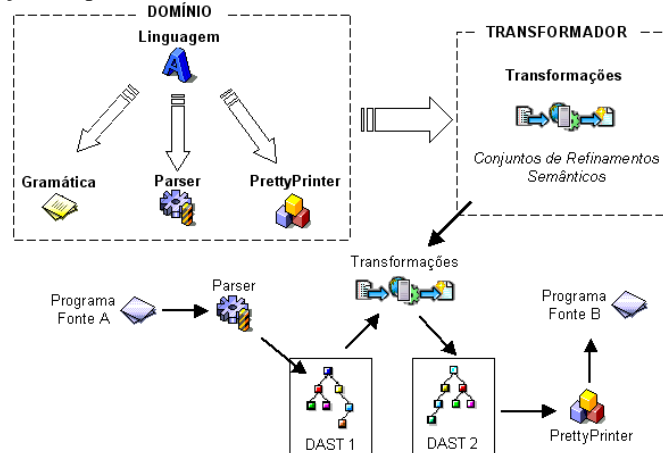 DOMÍNIO
Linguagem
Gramática
Parser
PrettyPrinter
TRANSFORMADOR
Transformações
Conjuntos de Refinamentos
Semânticos
Transformações
Programa
Fonte A
Parser
Programa
Fonte B
DAST 1
DAST 2
PrettyPrinter